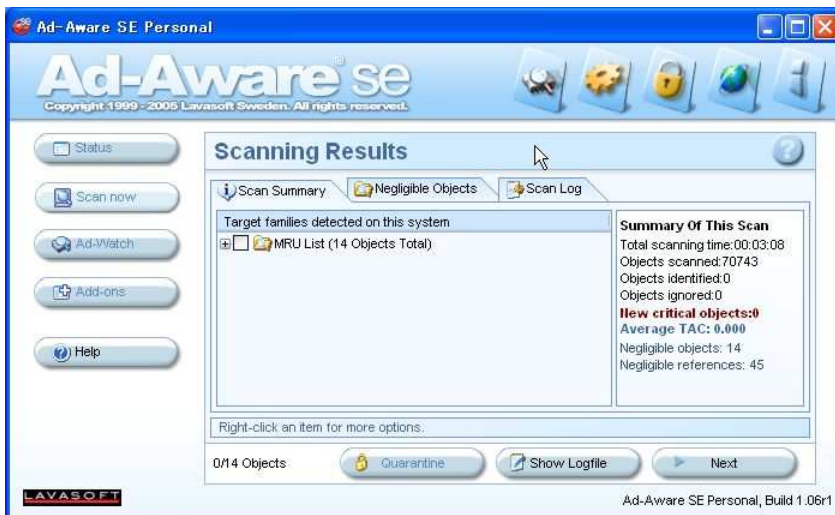 Ad-Aware SE Personal
Ad-Aware SE
Copyright 1999 - 2005 Lavasoft Sweden. All rights reserved.
Status
Scan now
Ad-Watch
Add-ons
Help
Scanning Results
Scan Summary
Negligible Objects
Scan Log
Target families detected on this system
MRU List (14 Objects Total)
Summary Of This Scan
Total scanning time:00:03:08
Objects scanned:70743
Objects identified:0
Objects ignored:0
New critical objects:0
Average TAC: 0.000
Negligible objects: 14
Negligible references: 45
Right-click an item for more options.
0/14 Objects
Quarantine
Show Logfile
Next
LAVASOFT
Ad-Aware SE Personal, Build 1.06r1